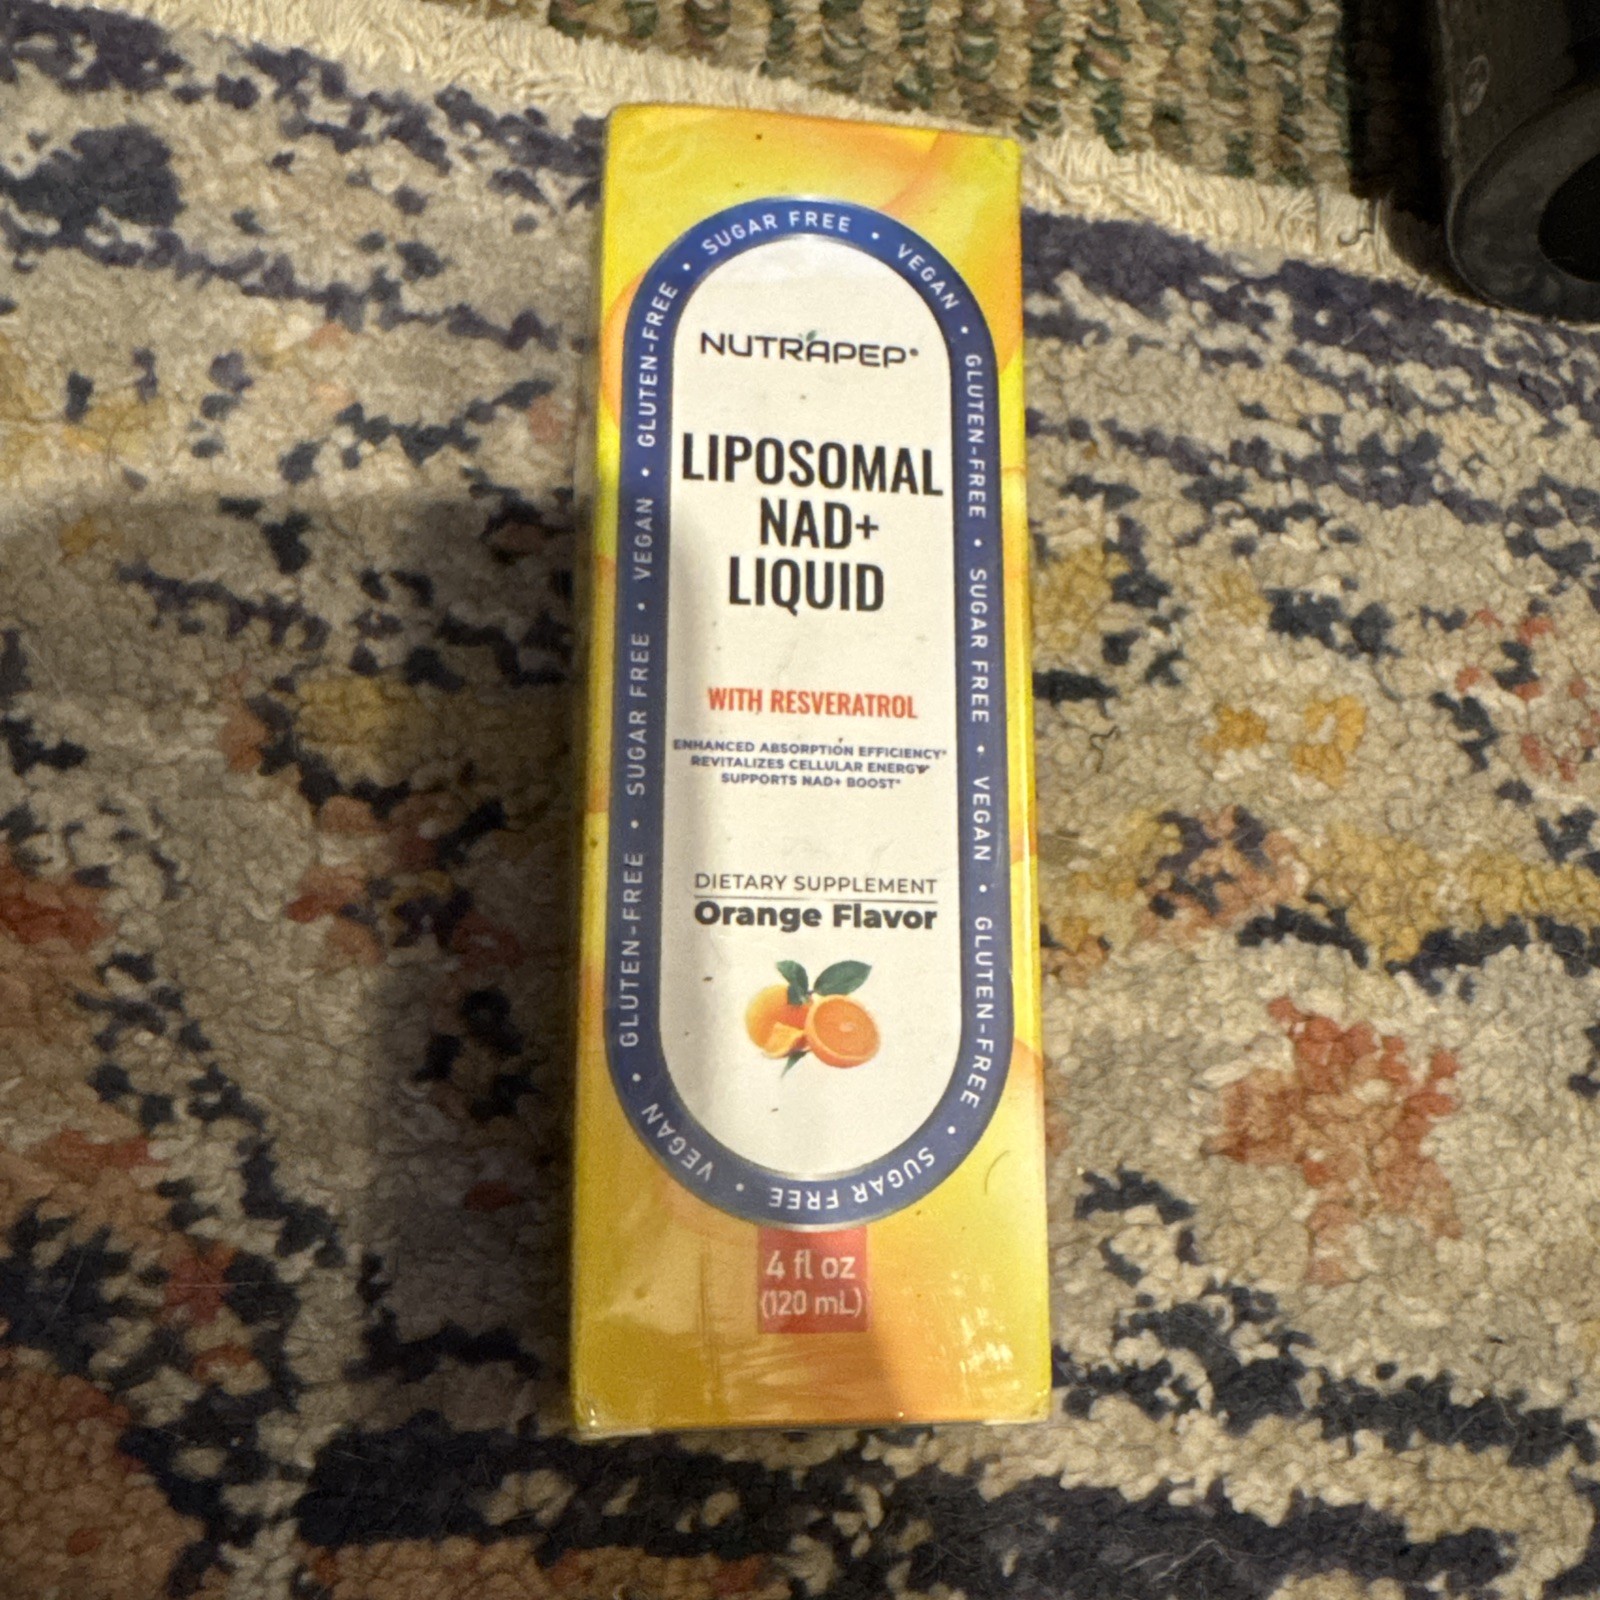 NUTRAPEP®
LIPOSOMAL
NAD+
LIQUID
WITH RESVERATROL
ENHANCED ABSORPTION EFFICIENCY*
REVITALIZES CELLULAR ENERGY*
SUPPORTS NAD+ BOOST*
DIETARY SUPPLEMENT
Orange Flavor
4 fl oz
(120 mL)
SUGAR FREE • VEGAN • GLUTEN-FREE • SUGAR FREE • VEGAN • GLUTEN-FREE • SUGAR FREE • VEGAN • GLUTEN-FREE • SUGAR FREE • VEGAN • GLUTEN-FREE •